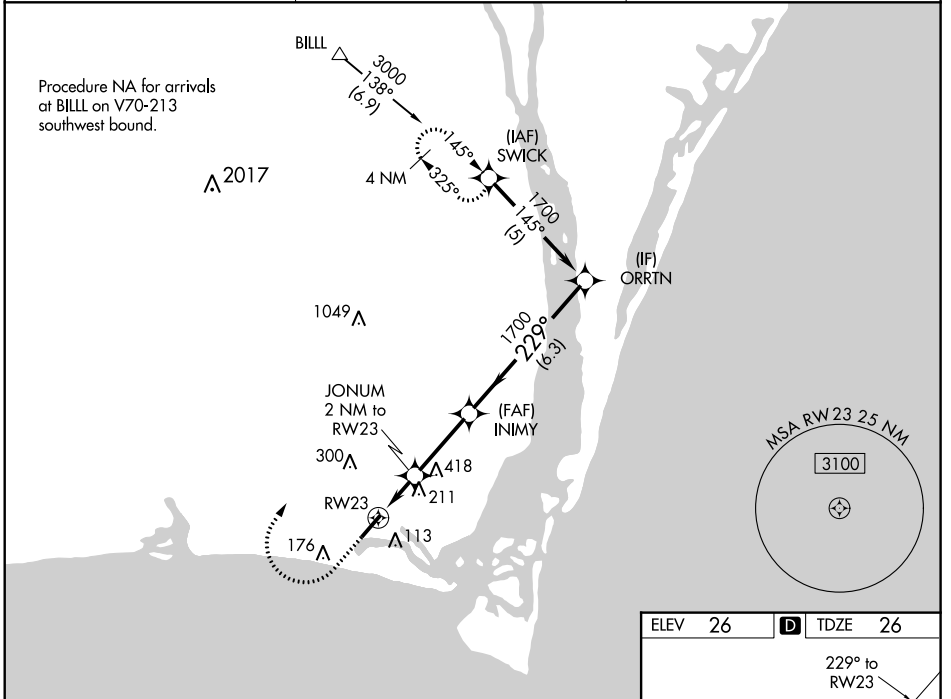 BILLL
3000
138°
(6.9)
Procedure NA for arrivals
at BILLL on V70-213
southwest bound.
(IAF)
SWICK
145°
325°
4 NM
2017
1700
145°
(5)
(IF)
ORRTN
1049
1700
229°
(6.3)
JONUM
2 NM to
RW23
(FAF)
INIMY
MSA RW23 25 NM
3100
300
418
211
RW23
113
176
ELEV 26 D TDZE 26
229° to
RW23